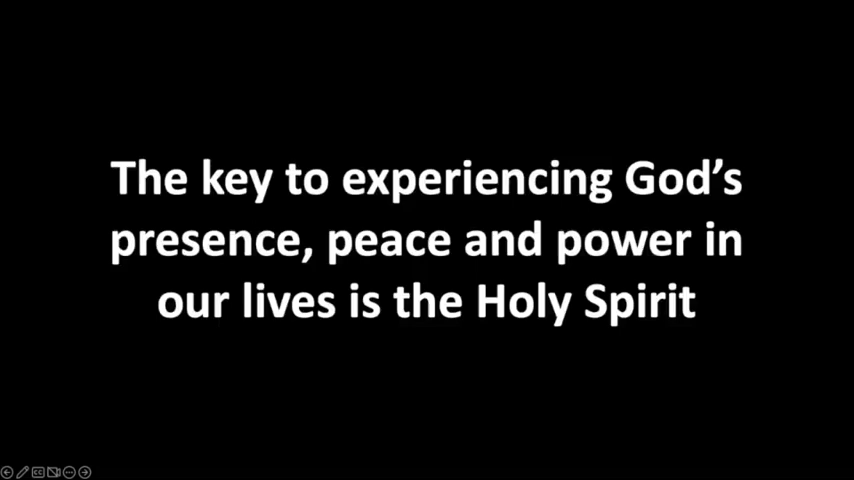 The key to experiencing God’s
presence, peace and power in
our lives is the Holy Spirit